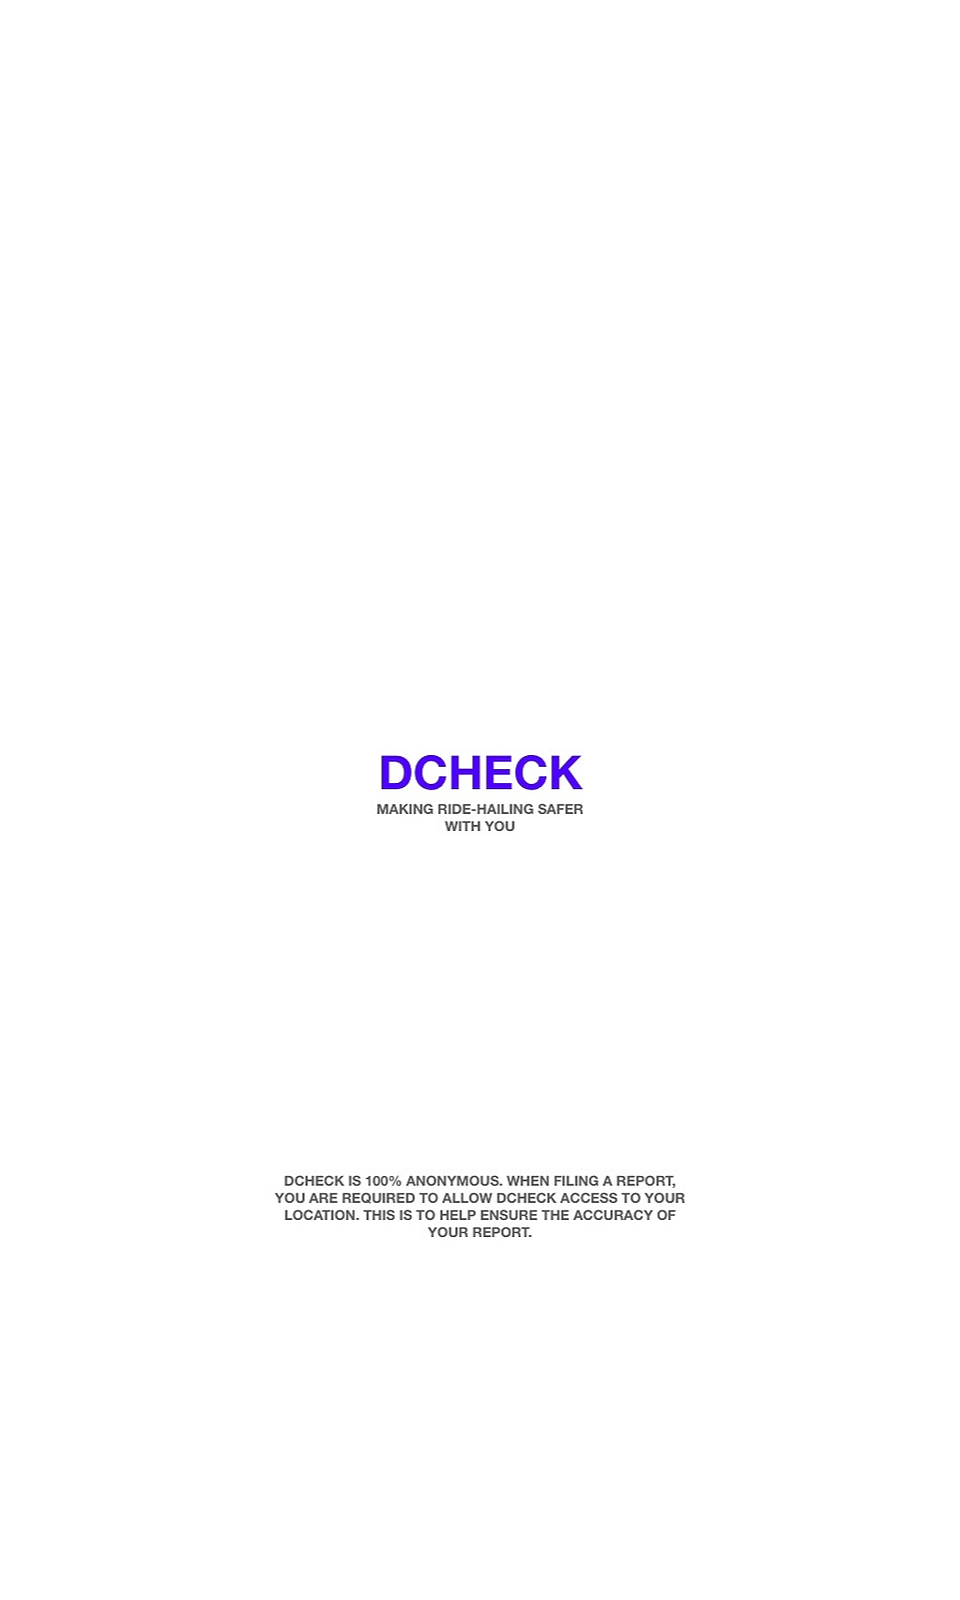 DCHECK
MAKING RIDE-HAILING SAFER
WITH YOU
DCHECK IS 100% ANONYMOUS. WHEN FILING A REPORT,
YOU ARE REQUIRED TO ALLOW DCHECK ACCESS TO YOUR
LOCATION. THIS IS TO HELP ENSURE THE ACCURACY OF
YOUR REPORT.